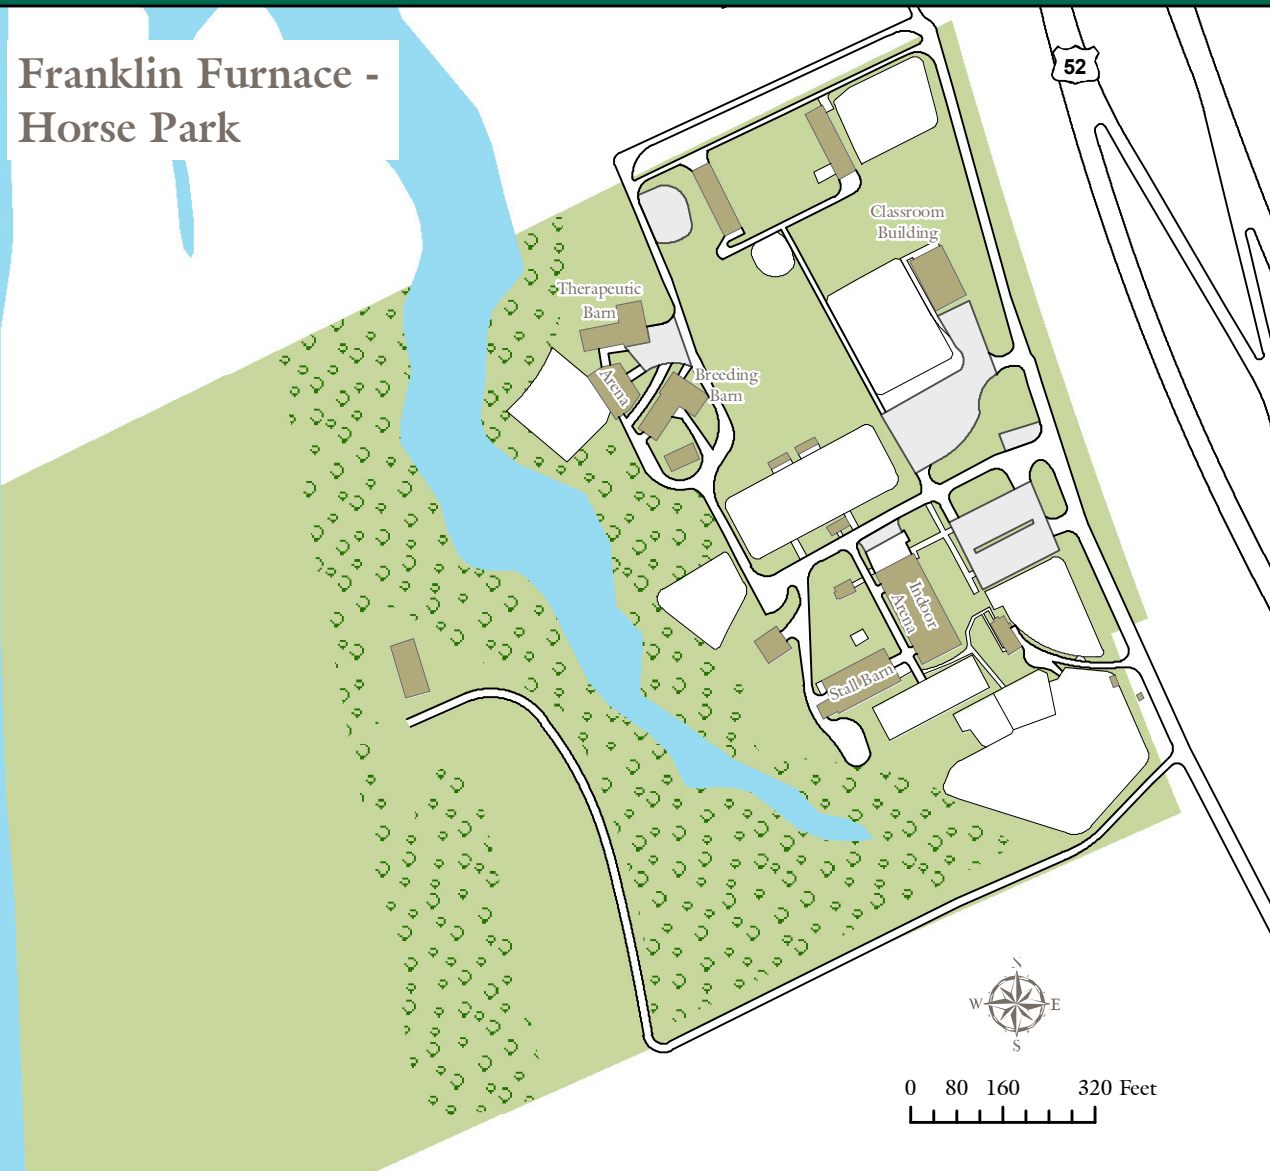 Franklin Furnace -
Horse Park
52
Classroom
Building
Therapeutic
Barn
Arena
Breeding
Barn
Indoor
Arena
Stall Barn
N
W
E
S
0 80 160 320 Feet